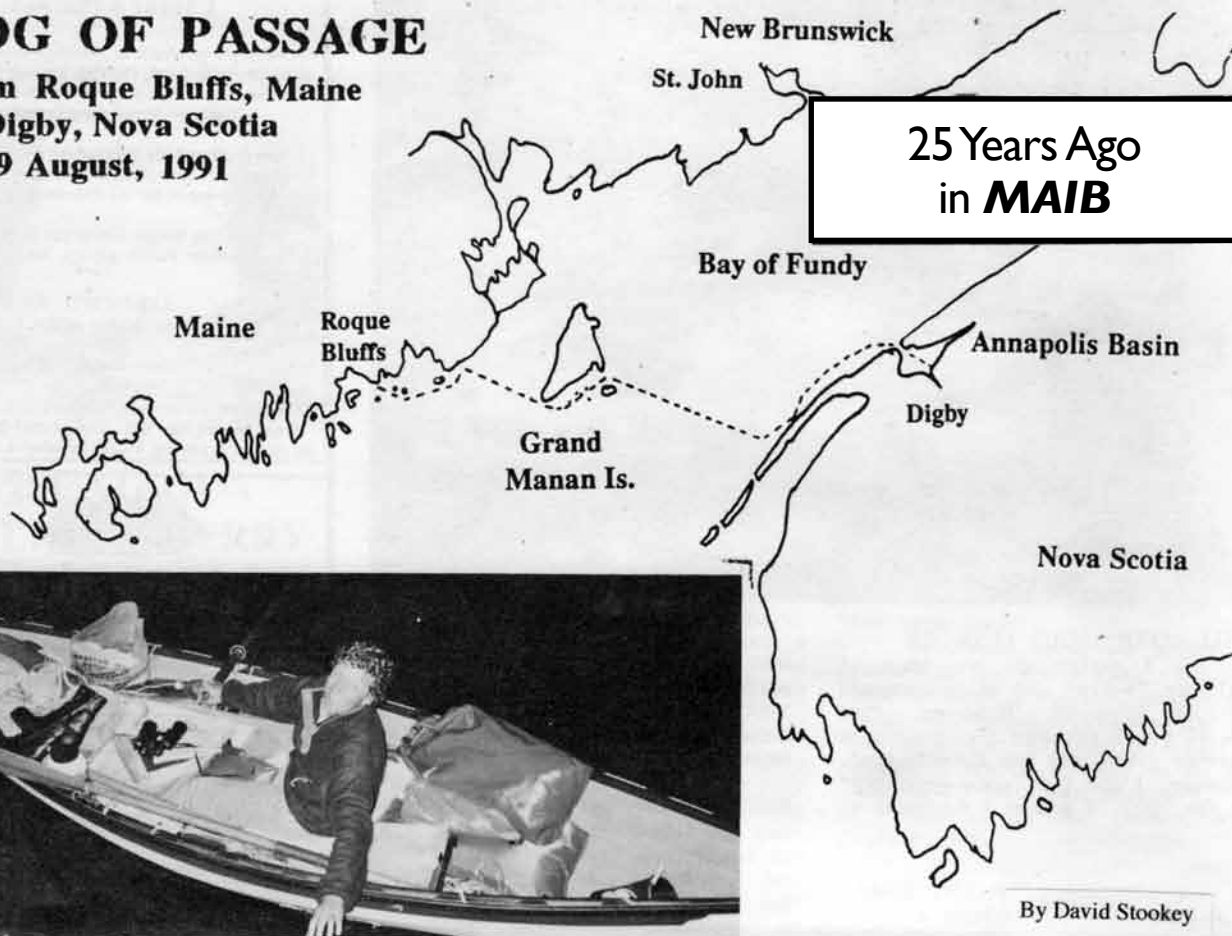 OG OF PASSAGE
m Roque Bluffs, Maine
Digby, Nova Scotia
9 August, 1991
New Brunswick
St. John
25 Years Ago
in MAIB
Bay of Fundy
Maine
Roque
Bluffs
Annapolis Basin
Digby
Grand
Manan Is.
Nova Scotia
By David Stookey